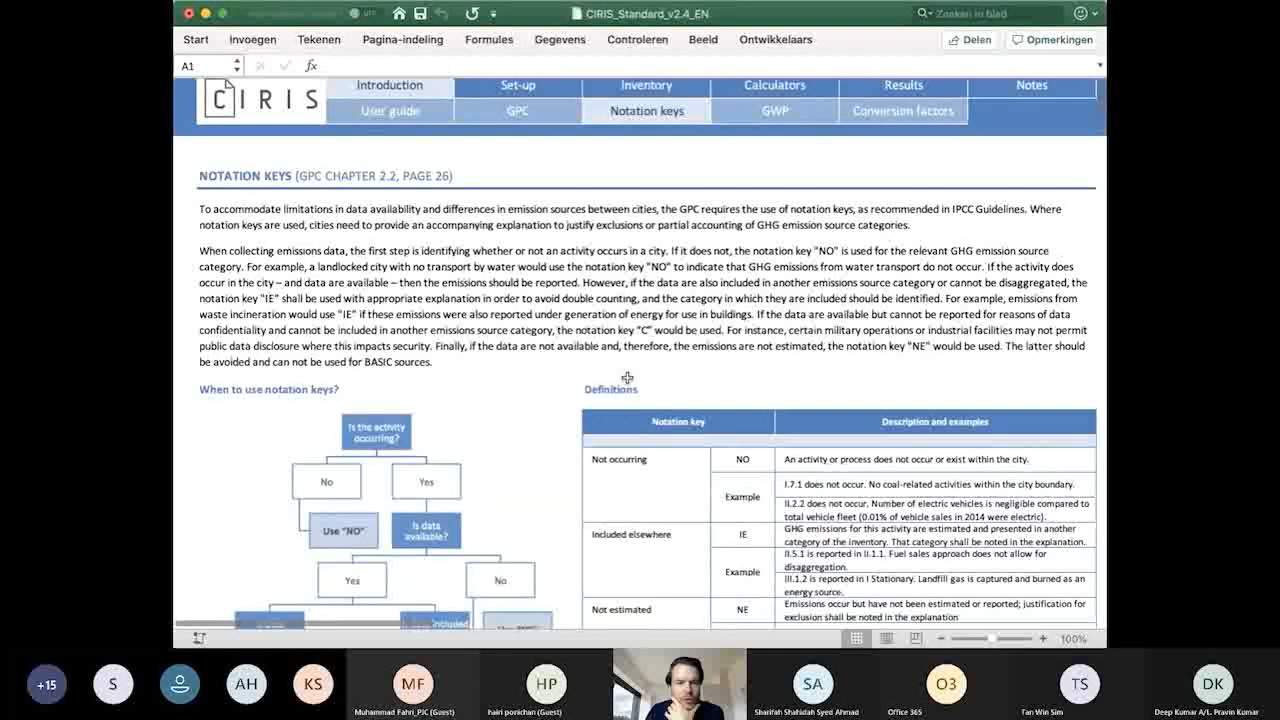 CIRIS_Standard_v2.4_EN
Zoeken in blad
Start Invoegen Tekenen Pagina-indeling Formules Gegevens Controleren Beeld Ontwikkelaars
Delen Opmerkingen
A1 fx
CIRIS
Introduction Set-up Inventory Calculators Results Notes
User guide GPC Notation keys GWP Conversion factors
NOTATION KEYS (GPC CHAPTER 2.2, PAGE 26)
To accommodate limitations in data availability and differences in emission sources between cities, the GPC requires the use of notation keys, as recommended in IPCC Guidelines. Where
notation keys are used, cities need to provide an accompanying explanation to justify exclusions or partial accounting of GHG emission source categories.
When collecting emissions data, the first step is identifying whether or not an activity occurs in a city. If it does not, the notation key "NO" is used for the relevant GHG emission source
category. For example, a landlocked city with no transport by water would use the notation key "NO" to indicate that GHG emissions from water transport do not occur. If the activity does
occur in the city – and data are available – then the emissions should be reported. However, if the data are also included in another emissions source category or cannot be disaggregated, the
notation key "IE" shall be used with appropriate explanation in order to avoid double counting, and the category in which they are included should be identified. For example, emissions from
waste incineration would use "IE" if these emissions were also reported under generation of energy for use in buildings. If the data are available but cannot be reported for reasons of data
confidentiality and cannot be included in another emissions source category, the notation key "C" would be used. For instance, certain military operations or industrial facilities may not permit
public data disclosure where this impacts security. Finally, if the data are not available and, therefore, the emissions are not estimated, the notation key "NE" would be used. The latter should
be avoided and can not be used for BASIC sources.
When to use notation keys?
Is the activity
occurring?
No Yes
Use "NO"
Is data
available?
Yes No
Included
Definitions
Notation key Description and examples
Not occurring NO An activity or process does not occur or exist within the city.
Example
I.7.1 does not occur. No coal-related activities within the city boundary.
II.2.2 does not occur. Number of electric vehicles is negligible compared to
total vehicle fleet (0.01% of vehicle sales in 2014 were electric).
Included elsewhere IE
GHG emissions for this activity are estimated and presented in another
category of the inventory. That category shall be noted in the explanation.
Example
II.5.1 is reported in II.1.1. Fuel sales approach does not allow for
disaggregation.
III.1.2 is reported in I Stationary. Landfill gas is captured and burned as an
energy source.
Not estimated NE
Emissions occur but have not been estimated or reported; justification for
exclusion shall be noted in the explanation
100%
+15 S AH KS MF HP SA O3 TS DK
Muhammad Fahri_PJC (Guest) hairi ponichan (Guest) Sharifah Shahidah Syed Ahmad Office 365 Tan Win Sim Deep Kumar A/L. Pravin Kumar